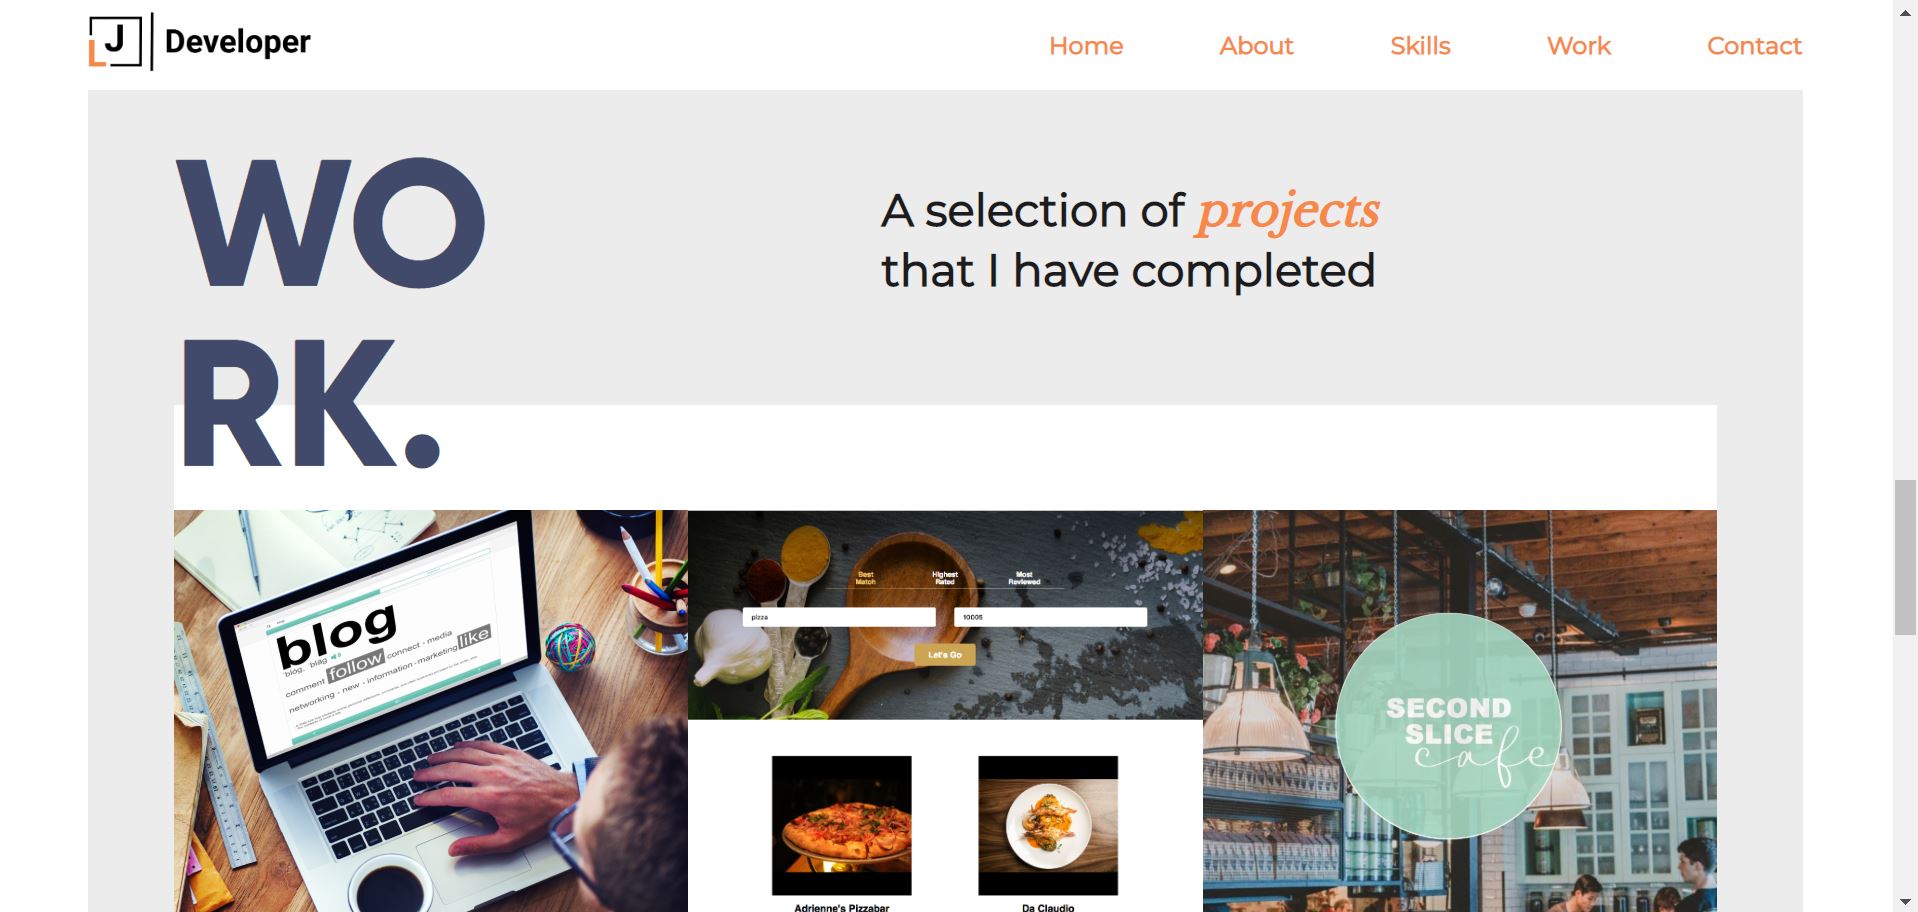 LJ Developer
Home About Skills Work Contact
WO
RK.
A selection of projects
that I have completed
blog
blog, 'blag
comment follow connect • media
networking • new • information • marketing like
Best
Match
Highest
Rated
Most
Reviewed
pizza
10005
Let's Go
Adrienne's Pizzabar
Da Claudio
SECOND
SLICE
cafe